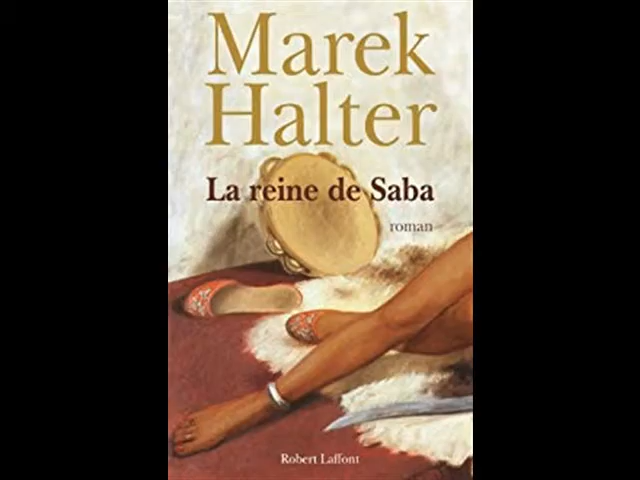 Marek
Halter
La reine de Saba
roman
Robert Laffont